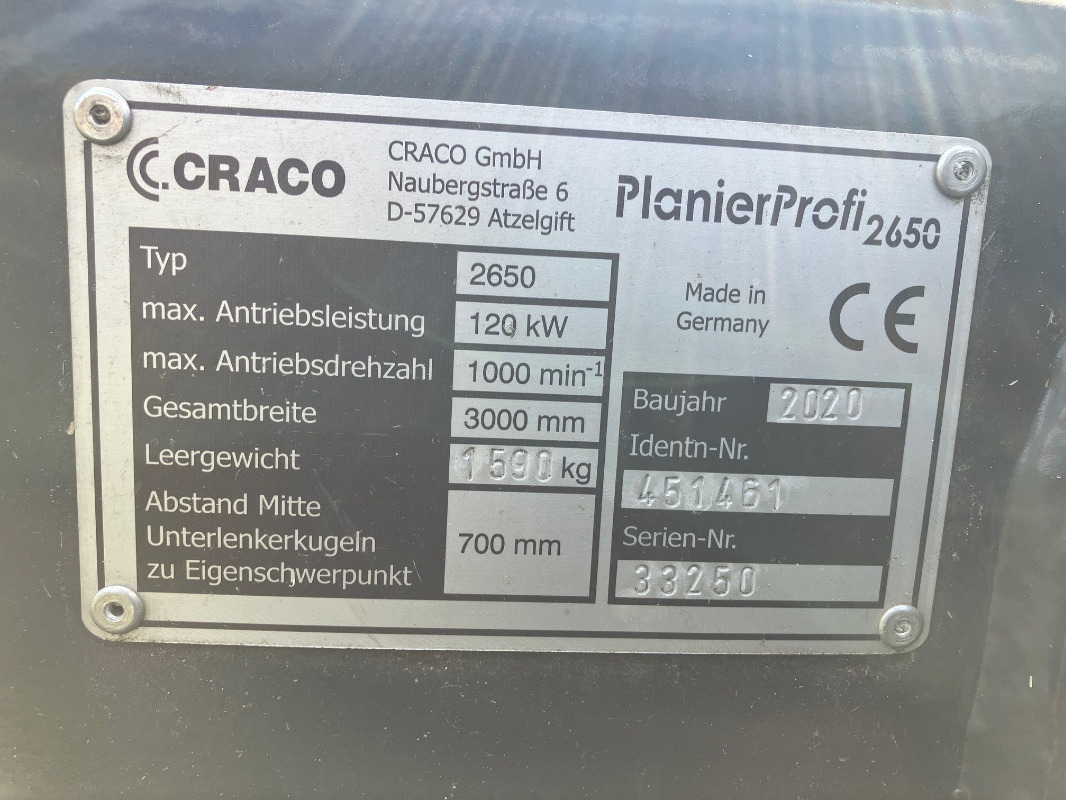 CRACO
CRACO GmbH
Naubergstraße 6
D-57629 Atzelgift
PlanierProfi 2650
Typ 2650
max. Antriebsleistung 120 kW
max. Antriebsdrehzahl 1000 min⁻¹
Gesamtbreite 3000 mm
Leergewicht 1590 kg
Abstand Mitte
Unterlenkerkugeln 700 mm
zu Eigenschwerpunkt
Made in
Germany
CE
Baujahr 2020
Identn-Nr.
451461
Serien-Nr.
33250